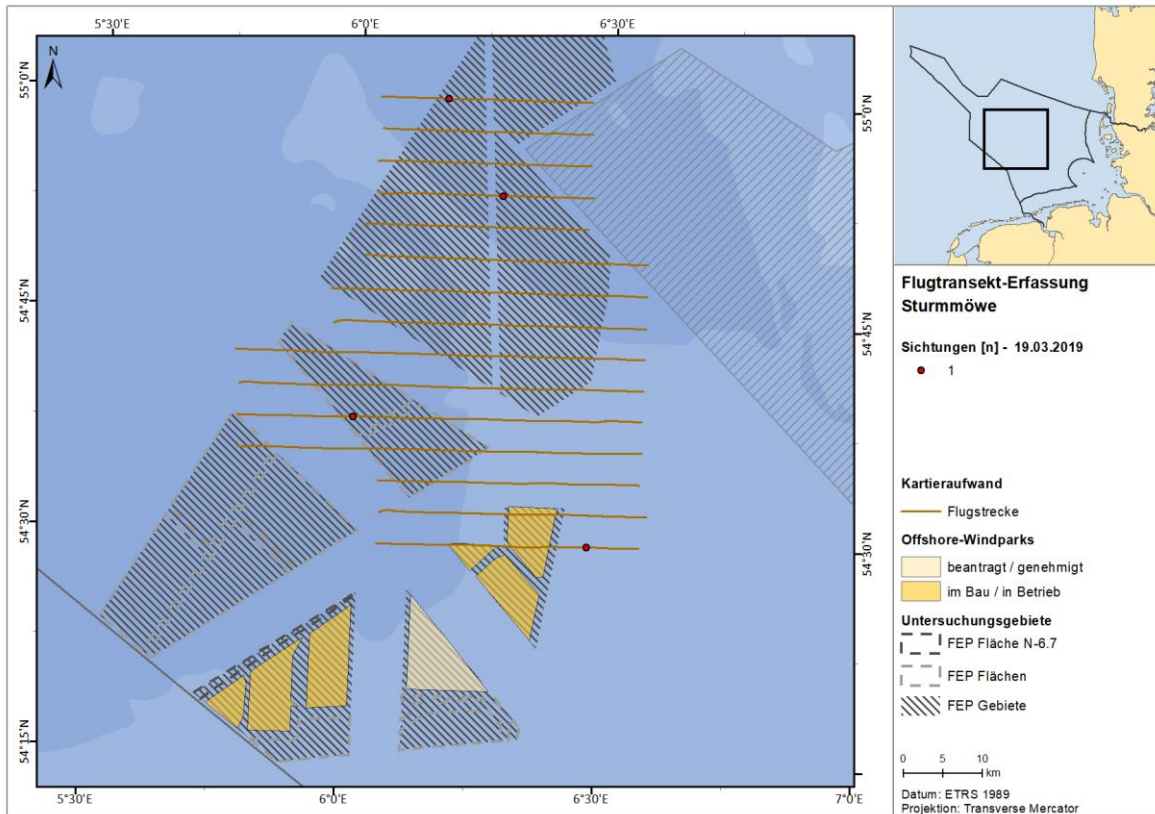 5°30'E
6°0'E
6°30'E
N
55°0'N
54°45'N
54°30'N
54°15'N
55°0'N
54°45'N
54°30'N
5°30'E
6°0'E
6°30'E
7°0'E
Flugtransekt-Erfassung
Sturmmöwe
Sichtungen [n] - 19.03.2019
1
Kartieraufwand
Flugstrecke
Offshore-Windparks
beantragt / genehmigt
im Bau / in Betrieb
Untersuchungsgebiete
FEP Fläche N-6.7
FEP Flächen
FEP Gebiete
0 5 10
km
Datum: ETRS 1989
Projektion: Transverse Mercator